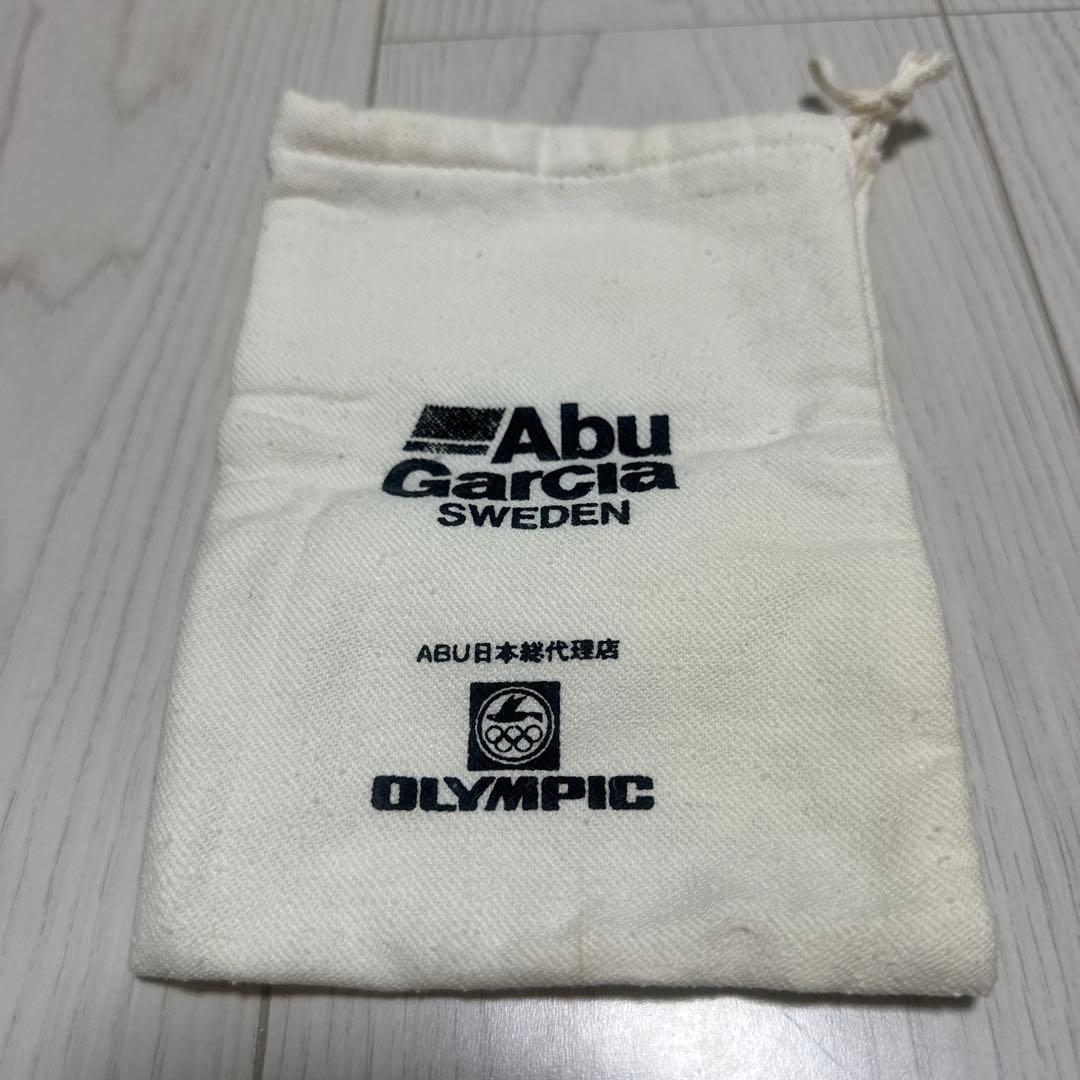 Abu
Garcia
SWEDEN
ABU日本総代理店
OLYMPIC